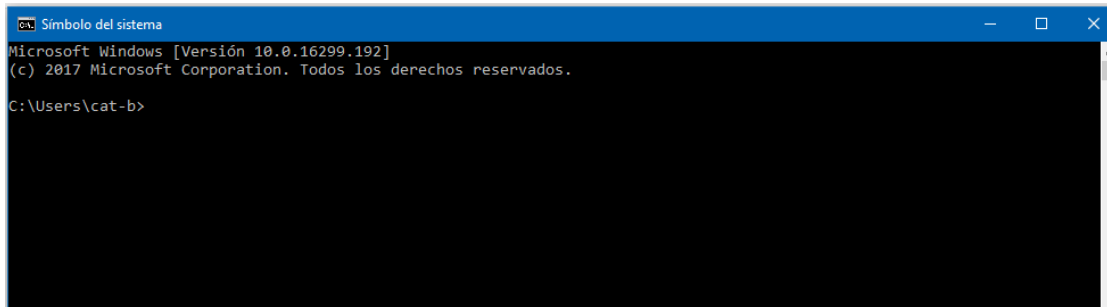 Símbolo del sistema
Microsoft Windows [Versión 10.0.16299.192]
(c) 2017 Microsoft Corporation. Todos los derechos reservados.
C:\Users\cat-b>